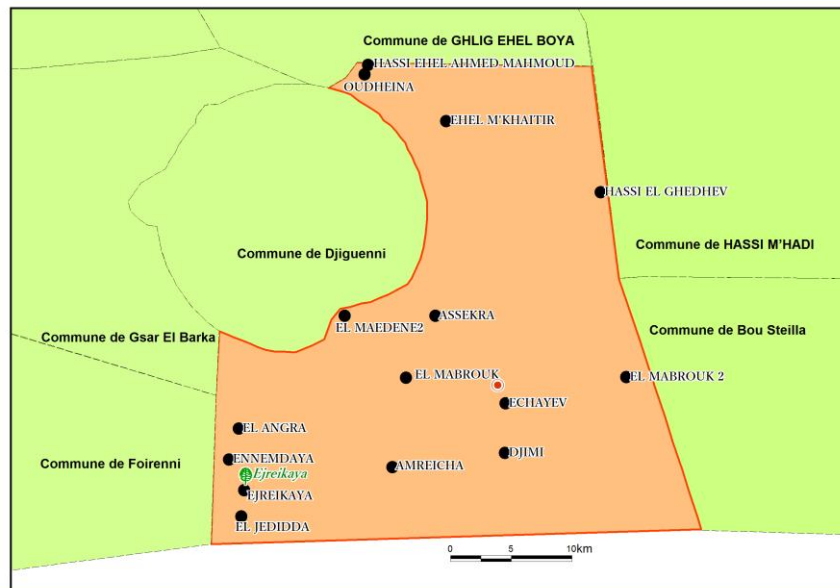 Commune de GHLIG EHEL BOYA
HASSI EHEL AHMED MAHMOUD
OUDHEINA
EHEL M'KHAITIR
HASSI EL GHEDHEV
Commune de HASSI M'HADI
Commune de Djiguenni
EL MAEDENE2
ASSEKRA
Commune de Gsar El Barka
Commune de Bou Steilla
EL MABROUK
EL MABROUK 2
ECHAYEV
EL ANGRA
DJIMI
ENNEMDAYA
Commune de Foirenni
AMREICHA
Ejreikaya
EJREIKAYA
EL JEDIDDA
0 5 10km